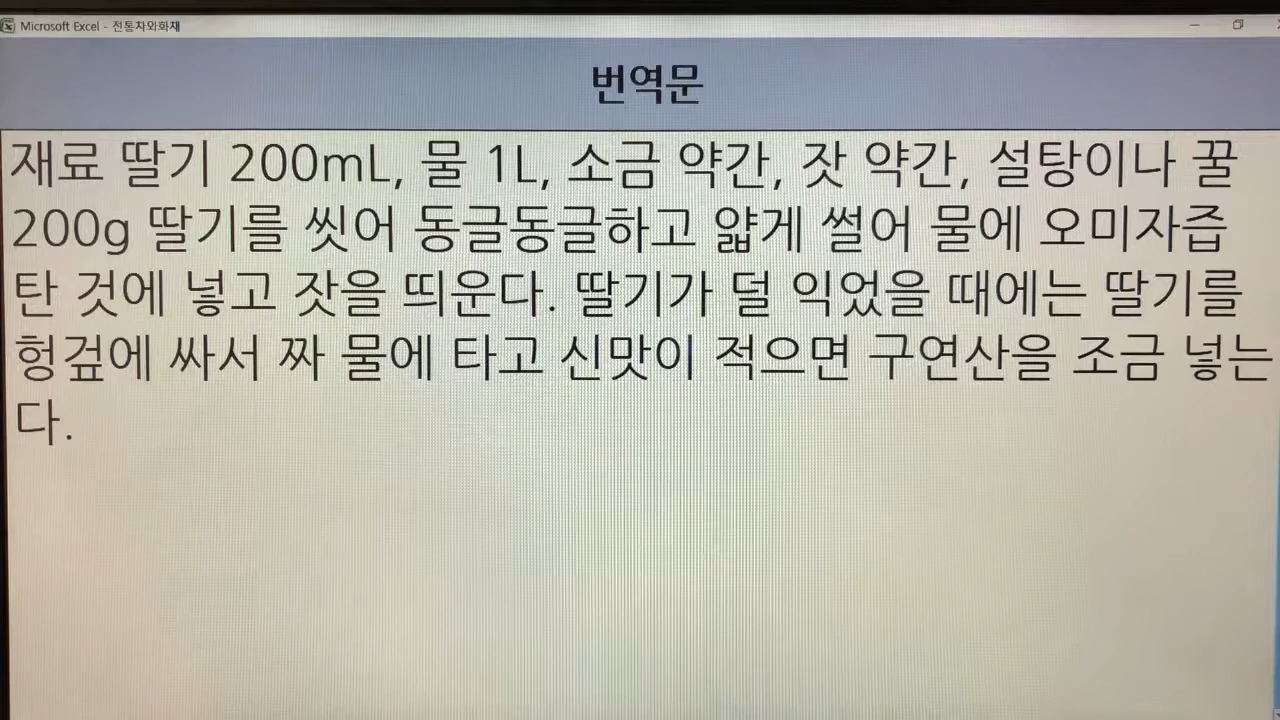 Microsoft Excel - 전통차와화채
번역문
재료 딸기 200mL, 물 1L, 소금 약간, 잣 약간, 설탕이나 꿀
200g 딸기를 씻어 동글동글하고 얇게 썰어 물에 오미자즙
탄 것에 넣고 잣을 띄운다. 딸기가 덜 익었을 때에는 딸기를
헝겊에 싸서 짜 물에 타고 신맛이 적으면 구연산을 조금 넣는
다.